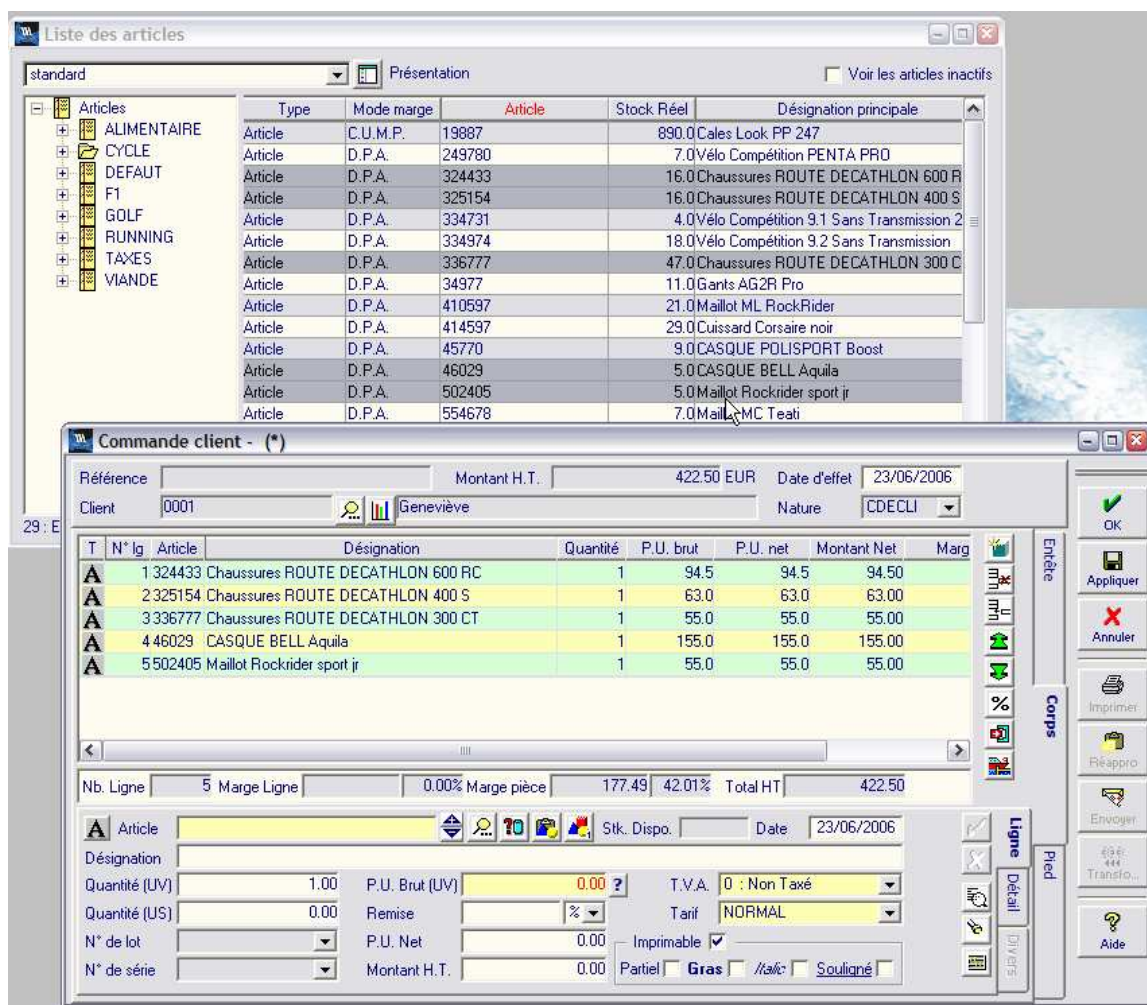 Liste des articles
standard Présentation Voir les articles inactifs
Articles
ALIMENTAIRE
CYCLE
DEFAUT
F1
GOLF
RUNNING
TAXES
VIANDE
Type Mode marge Article Stock Réel Désignation principale
Article C.U.M.P. 19887 890.0 Cales Look PP 247
Article D.P.A. 249780 7.0 Vélo Compétition PENTA PRO
Article D.P.A. 324433 16.0 Chaussures ROUTE DECATHLON 600 R
Article D.P.A. 325154 16.0 Chaussures ROUTE DECATHLON 400 S
Article D.P.A. 334731 4.0 Vélo Compétition 9.1 Sans Transmission 2
Article D.P.A. 334974 18.0 Vélo Compétition 9.2 Sans Transmission
Article D.P.A. 336777 47.0 Chaussures ROUTE DECATHLON 300 C
Article D.P.A. 34977 11.0 Gants AG2R Pro
Article D.P.A. 410597 21.0 Maillot ML RockRider
Article D.P.A. 414597 29.0 Cuissard Corsaire noir
Article D.P.A. 45770 9.0 CASQUE POLISPORT Boost
Article D.P.A. 46029 5.0 CASQUE BELL Aquila
Article D.P.A. 502405 5.0 Maillot Rockrider sport jr
Article D.P.A. 554678 7.0 Maillot MC Teati
29 : E
Commande client - (*)
Référence Montant H.T. 422.50 EUR Date d'effet 23/06/2006
Client 0001 Geneviève Nature CDECLI
T N° lg Article Désignation Quantité P.U. brut P.U. net Montant Net Marg
A 1 324433 Chaussures ROUTE DECATHLON 600 RC 1 94.5 94.5 94.50
A 2 325154 Chaussures ROUTE DECATHLON 400 S 1 63.0 63.0 63.00
A 3 336777 Chaussures ROUTE DECATHLON 300 CT 1 55.0 55.0 55.00
A 4 46029 CASQUE BELL Aquila 1 155.0 155.0 155.00
A 5 502405 Maillot Rockrider sport jr 1 55.0 55.0 55.00
%
Nb. Ligne 5 Marge Ligne 0.00% Marge pièce 177.49 42.01% Total HT 422.50
A Article Stk. Dispo. Date 23/06/2006
Désignation
Quantité (UV) 1.00 P.U. Brut (UV) 0.00 ? T.V.A. 0 : Non Taxé
Quantité (US) 0.00 Remise % Tarif NORMAL
N° de lot P.U. Net 0.00 Imprimable
N° de série Montant H.T. 0.00 Partiel Gras Italic Souligné
Ligne
Détail
Divers
Entête
Corps
Pied
OK
Appliquer
Annuler
Imprimer
Réappro
Envoyer
Transfo...
Aide